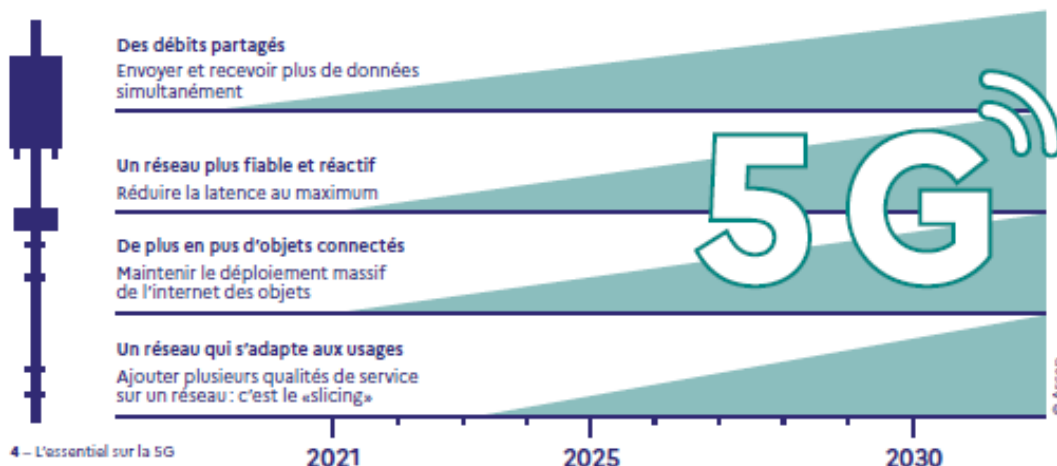 Des débits partagés
Envoyer et recevoir plus de données
simultanément
Un réseau plus fiable et réactif
Réduire la latence au maximum
De plus en pus d'objets connectés
Maintenir le déploiement massif
de l'internet des objets
Un réseau qui s'adapte aux usages
Ajouter plusieurs qualités de service
sur un réseau : c'est le «slicing»
5G
© Arcep
4 – L'essentiel sur la 5G
2021 2025 2030